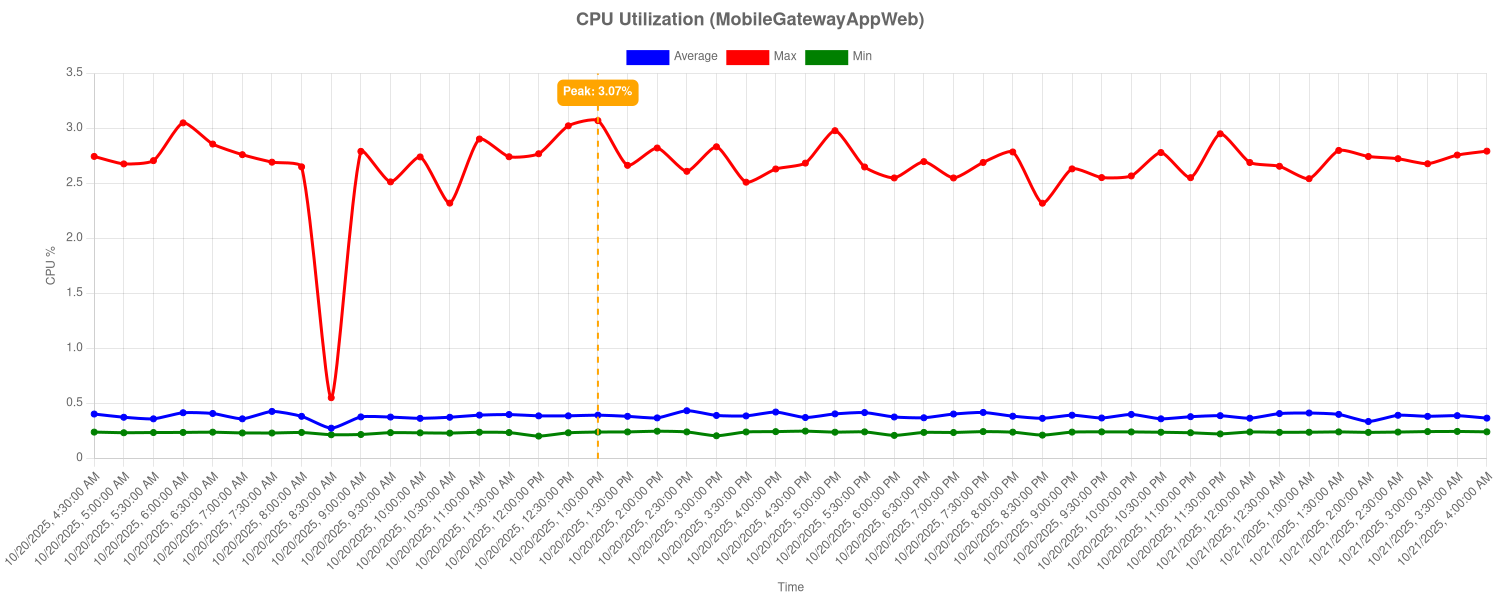 CPU Utilization (MobileGatewayAppWeb)
Average Max Min
Peak: 3.07%
3.5
3.0
2.5
2.0
1.5
1.0
0.5
0
CPU %
10/20/2025, 4:30:00 AM
10/20/2025, 5:00:00 AM
10/20/2025, 5:30:00 AM
10/20/2025, 6:00:00 AM
10/20/2025, 6:30:00 AM
10/20/2025, 7:00:00 AM
10/20/2025, 7:30:00 AM
10/20/2025, 8:00:00 AM
10/20/2025, 8:30:00 AM
10/20/2025, 9:00:00 AM
10/20/2025, 9:30:00 AM
10/20/2025, 10:00:00 AM
10/20/2025, 10:30:00 AM
10/20/2025, 11:00:00 AM
10/20/2025, 11:30:00 AM
10/20/2025, 12:00:00 PM
10/20/2025, 12:30:00 PM
10/20/2025, 1:00:00 PM
10/20/2025, 1:30:00 PM
10/20/2025, 2:00:00 PM
10/20/2025, 2:30:00 PM
10/20/2025, 3:00:00 PM
10/20/2025, 3:30:00 PM
10/20/2025, 4:00:00 PM
10/20/2025, 4:30:00 PM
10/20/2025, 5:00:00 PM
10/20/2025, 5:30:00 PM
10/20/2025, 6:00:00 PM
10/20/2025, 6:30:00 PM
10/20/2025, 7:00:00 PM
10/20/2025, 7:30:00 PM
10/20/2025, 8:00:00 PM
10/20/2025, 8:30:00 PM
10/20/2025, 9:00:00 PM
10/20/2025, 9:30:00 PM
10/20/2025, 10:00:00 PM
10/20/2025, 10:30:00 PM
10/20/2025, 11:00:00 PM
10/20/2025, 11:30:00 PM
10/21/2025, 12:00:00 AM
10/21/2025, 12:30:00 AM
10/21/2025, 1:00:00 AM
10/21/2025, 1:30:00 AM
10/21/2025, 2:00:00 AM
10/21/2025, 2:30:00 AM
10/21/2025, 3:00:00 AM
10/21/2025, 3:30:00 AM
10/21/2025, 4:00:00 AM
Time